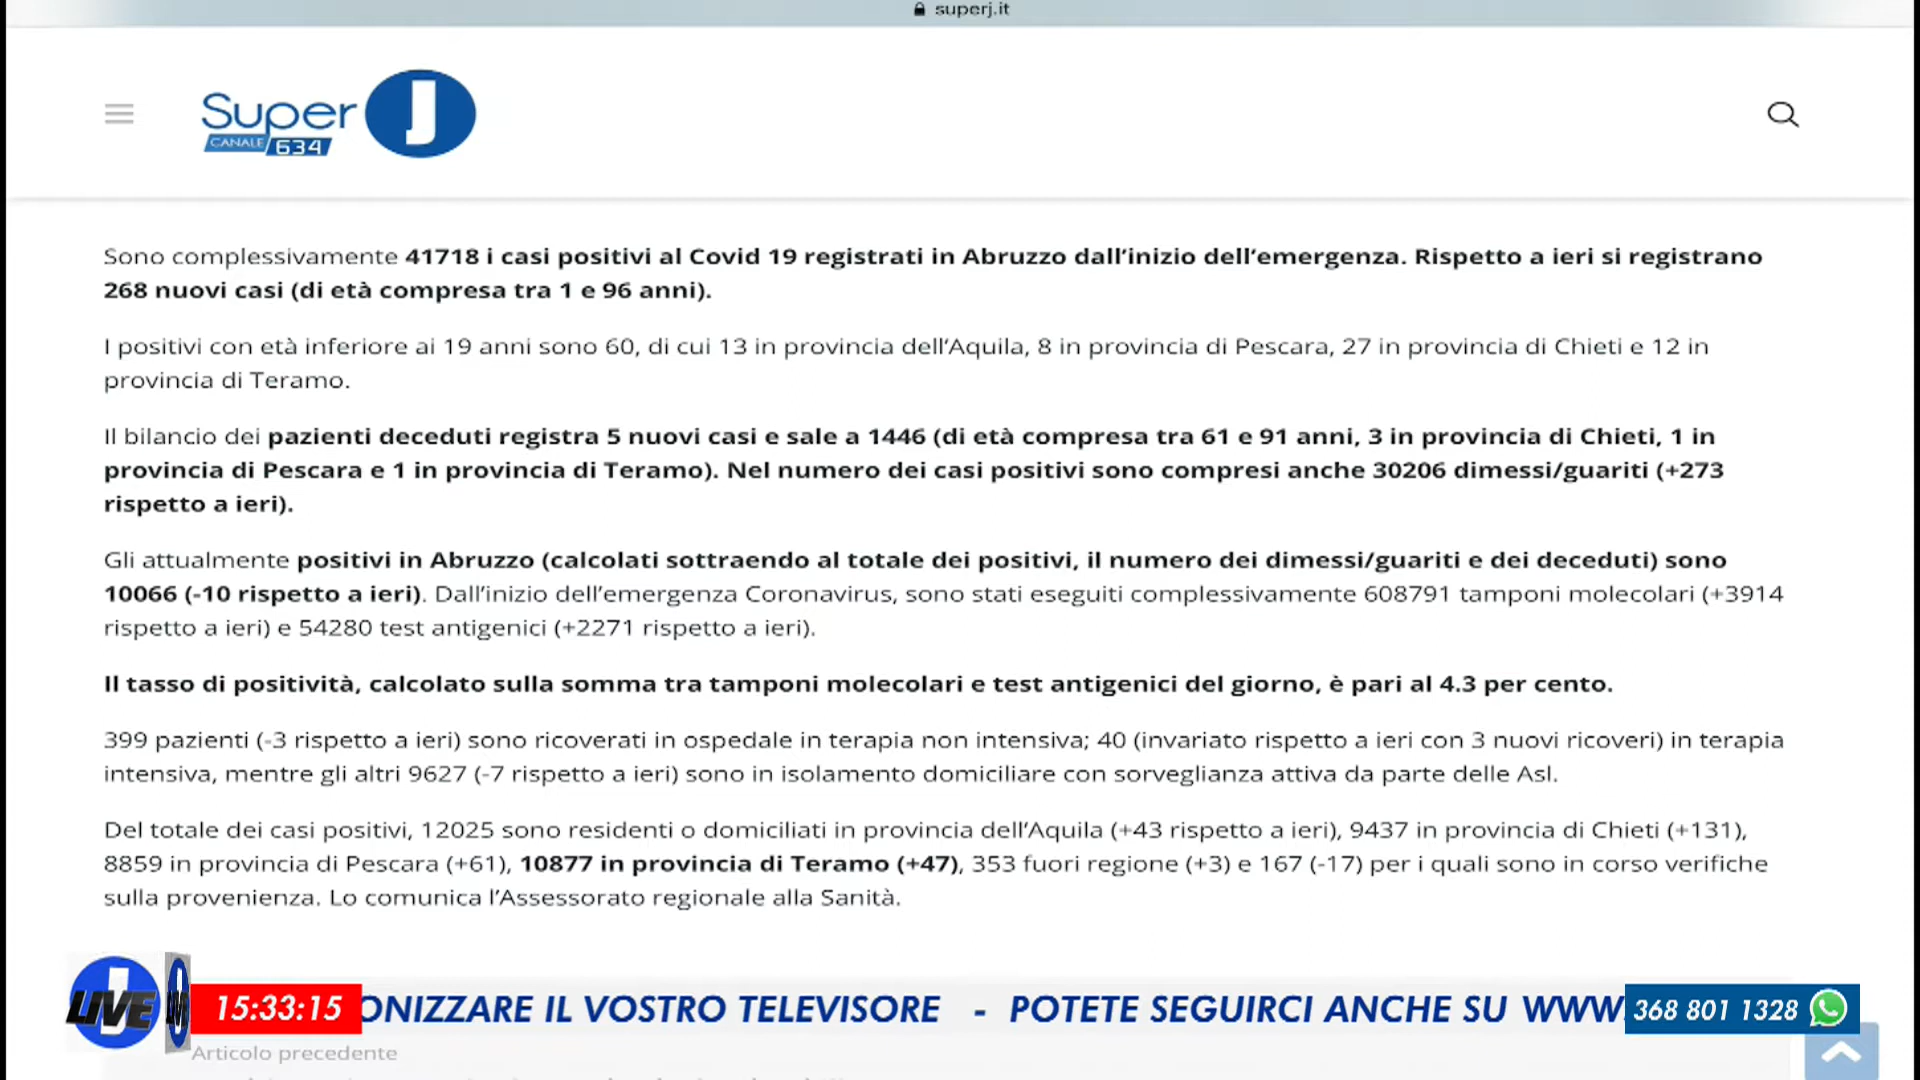 superj.it
Super J
CANALE 634
Sono complessivamente 41718 i casi positivi al Covid 19 registrati in Abruzzo dall’inizio dell’emergenza. Rispetto a ieri si registrano
268 nuovi casi (di età compresa tra 1 e 96 anni).
I positivi con età inferiore ai 19 anni sono 60, di cui 13 in provincia dell’Aquila, 8 in provincia di Pescara, 27 in provincia di Chieti e 12 in
provincia di Teramo.
Il bilancio dei pazienti deceduti registra 5 nuovi casi e sale a 1446 (di età compresa tra 61 e 91 anni, 3 in provincia di Chieti, 1 in
provincia di Pescara e 1 in provincia di Teramo). Nel numero dei casi positivi sono compresi anche 30206 dimessi/guariti (+273
rispetto a ieri).
Gli attualmente positivi in Abruzzo (calcolati sottraendo al totale dei positivi, il numero dei dimessi/guariti e dei deceduti) sono
10066 (-10 rispetto a ieri). Dall’inizio dell’emergenza Coronavirus, sono stati eseguiti complessivamente 608791 tamponi molecolari (+3914
rispetto a ieri) e 54280 test antigenici (+2271 rispetto a ieri).
Il tasso di positività, calcolato sulla somma tra tamponi molecolari e test antigenici del giorno, è pari al 4.3 per cento.
399 pazienti (-3 rispetto a ieri) sono ricoverati in ospedale in terapia non intensiva; 40 (invariato rispetto a ieri con 3 nuovi ricoveri) in terapia
intensiva, mentre gli altri 9627 (-7 rispetto a ieri) sono in isolamento domiciliare con sorveglianza attiva da parte delle Asl.
Del totale dei casi positivi, 12025 sono residenti o domiciliati in provincia dell’Aquila (+43 rispetto a ieri), 9437 in provincia di Chieti (+131),
8859 in provincia di Pescara (+61), 10877 in provincia di Teramo (+47), 353 fuori regione (+3) e 167 (-17) per i quali sono in corso verifiche
sulla provenienza. Lo comunica l’Assessorato regionale alla Sanità.
J LIVE
15:33:15 ONIZZARE IL VOSTRO TELEVISORE - POTETE SEGUIRCI ANCHE SU WWW. 368 801 1328
Articolo precedente